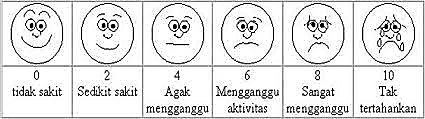 0 2 4 6 8 10
tidak sakit Sedikit sakit Agak Mengganggu Sangat Tak
mengganggu aktivitas mengganggu tertahankan